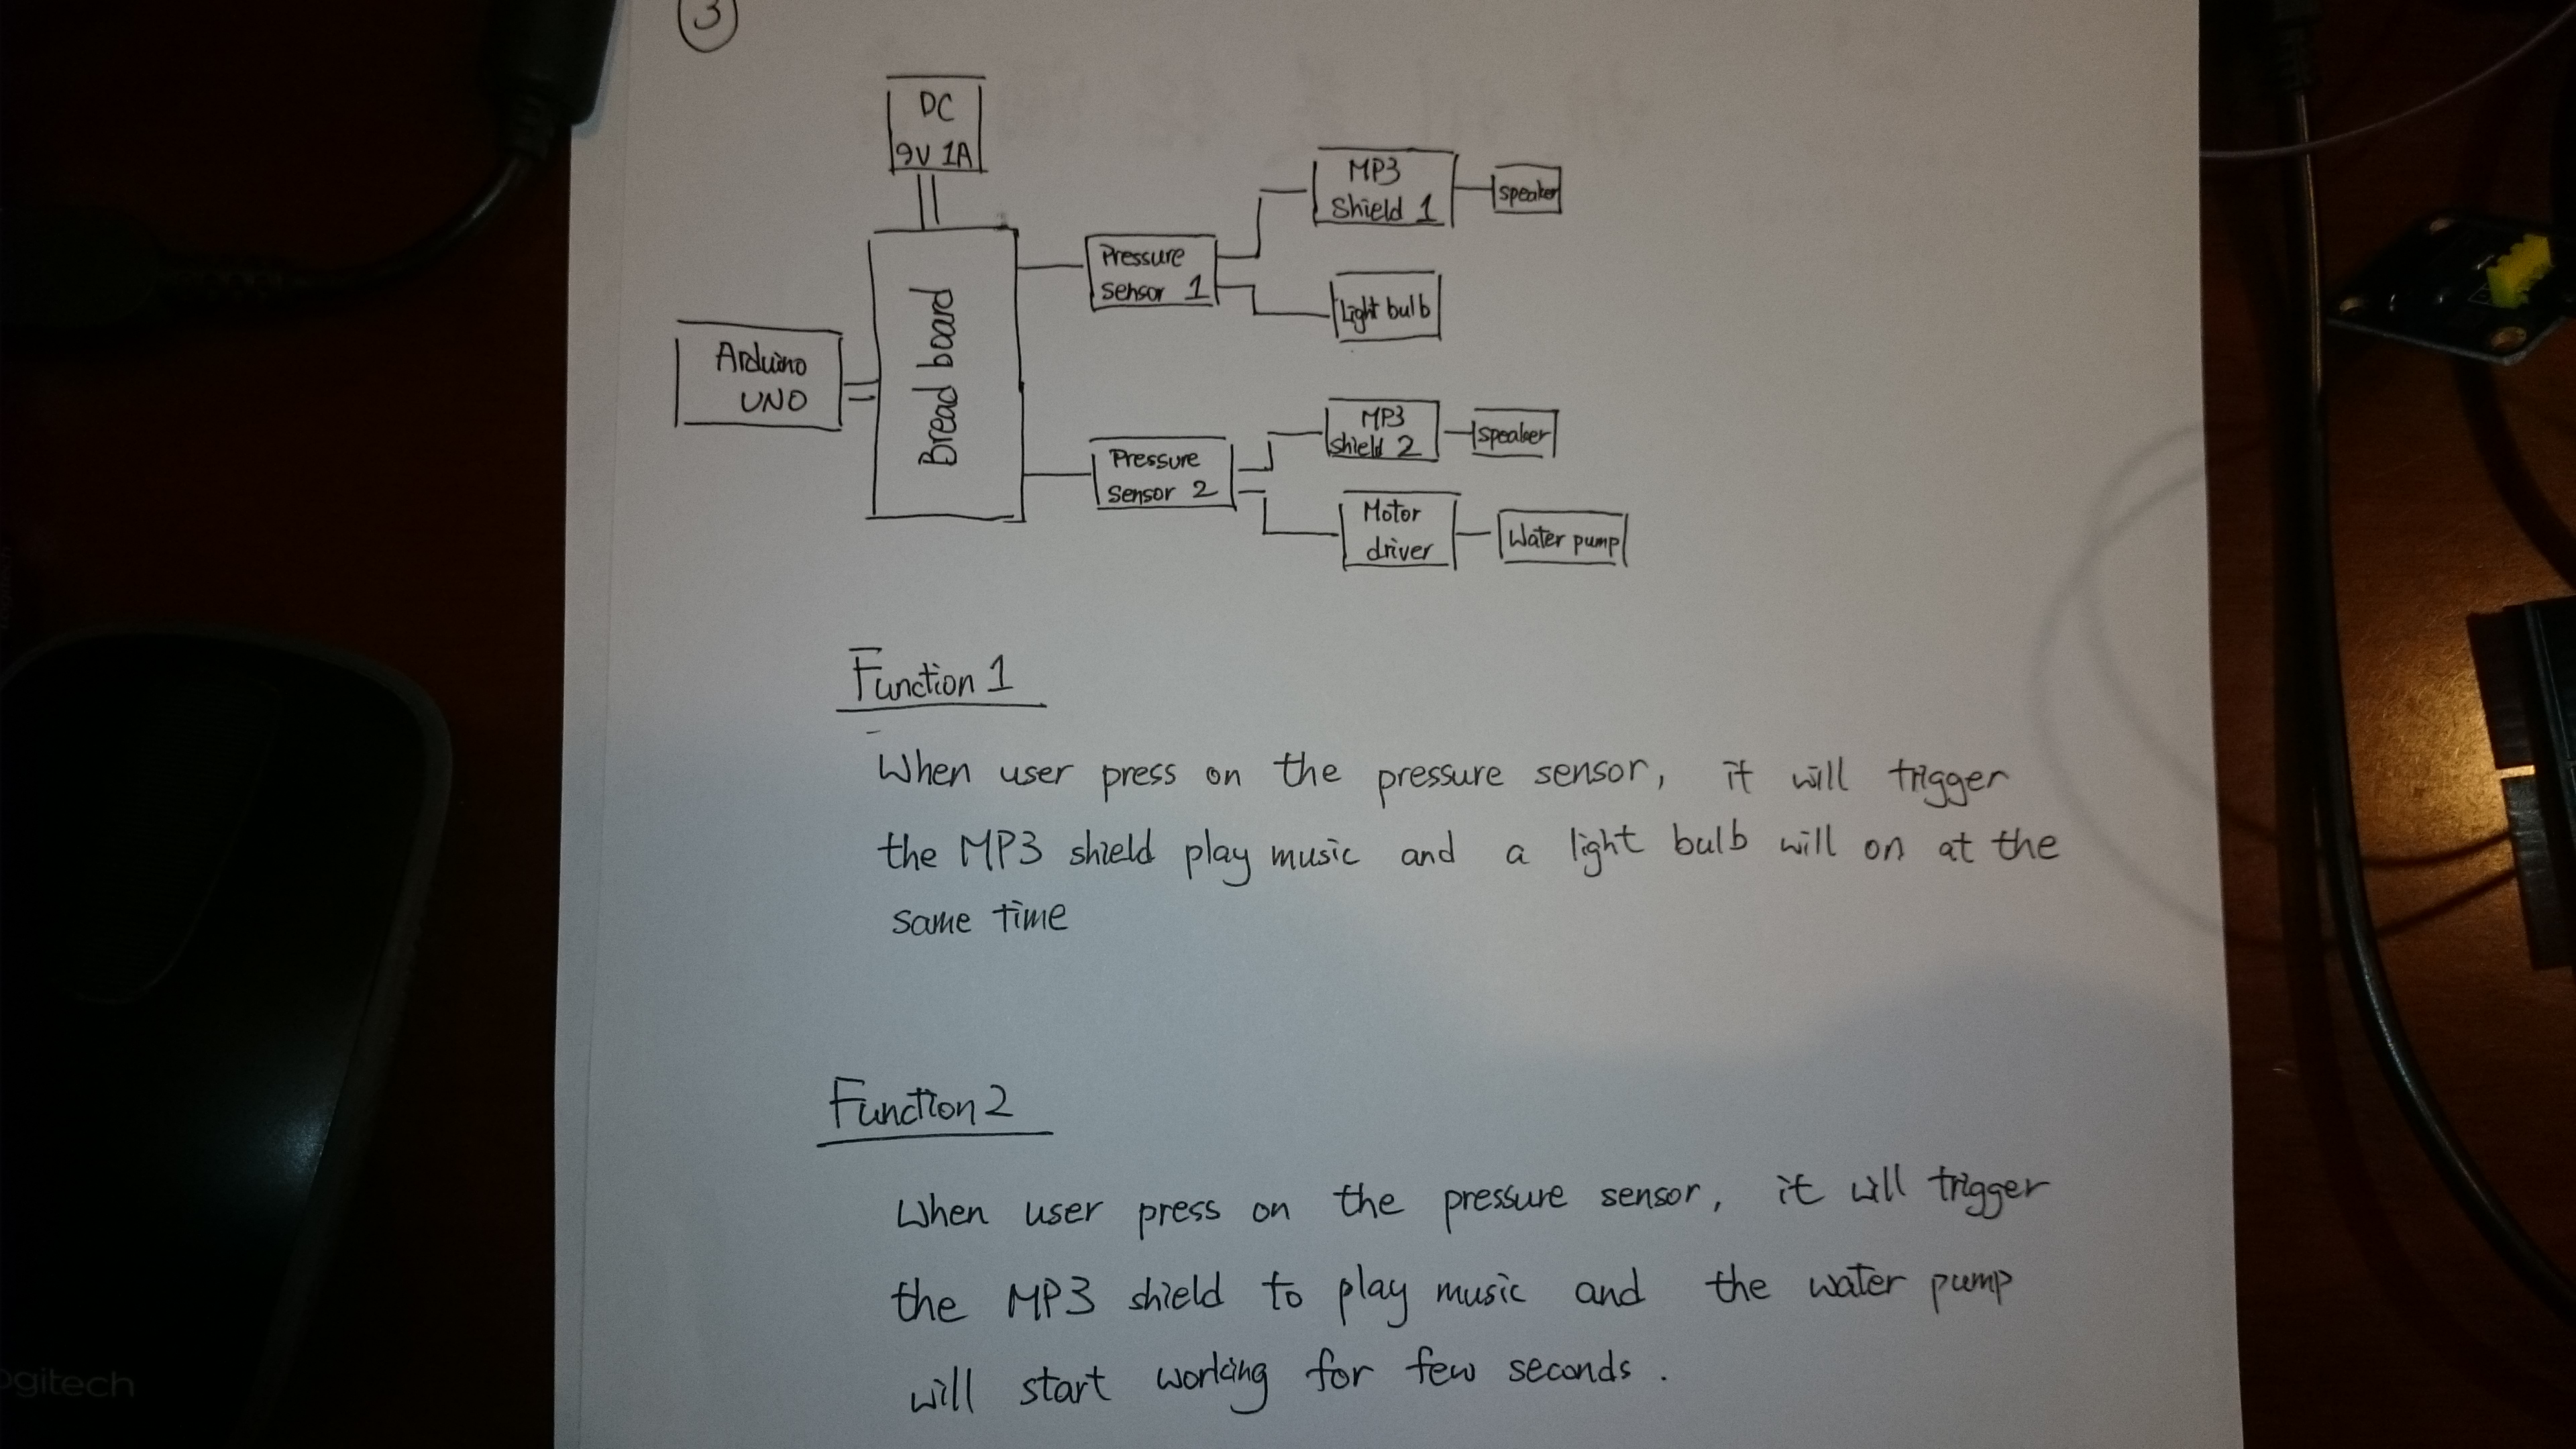 3
DC
9V 1A
MP3
Shield 1
speaker
Pressure
sensor 1
Light bulb
Arduino
UNO
Bread board
MP3
shield 2
speaker
Pressure
sensor 2
Motor
driver
Water pump
Function 1
When user press on the pressure sensor, it will trigger
the MP3 shield play music and a light bulb will on at the
same time
Function 2
When user press on the pressure sensor, it will trigger
the MP3 shield to play music and the water pump
will start working for few seconds.
ogitech